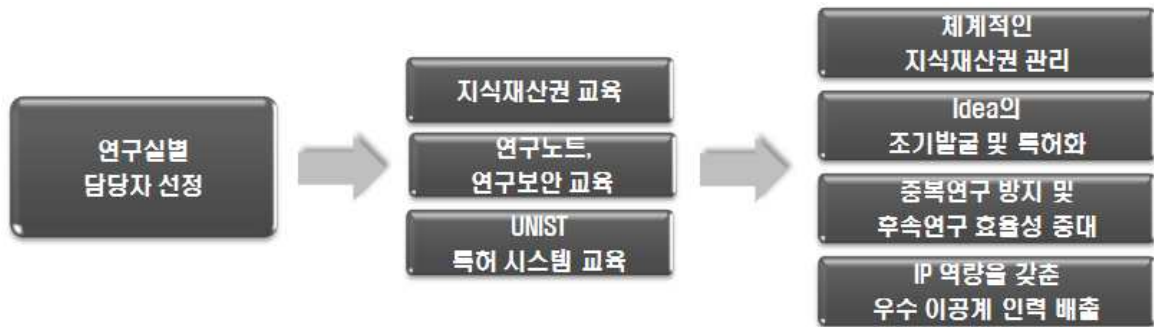 연구실별
담당자 선정
지식재산권 교육
연구노트,
연구보안 교육
UNIST
특허 시스템 교육
체계적인
지식재산권 관리
Idea의
조기발굴 및 특허화
중복연구 방지 및
후속연구 효율성 증대
IP 역량을 갖춘
우수 이공계 인력 배출